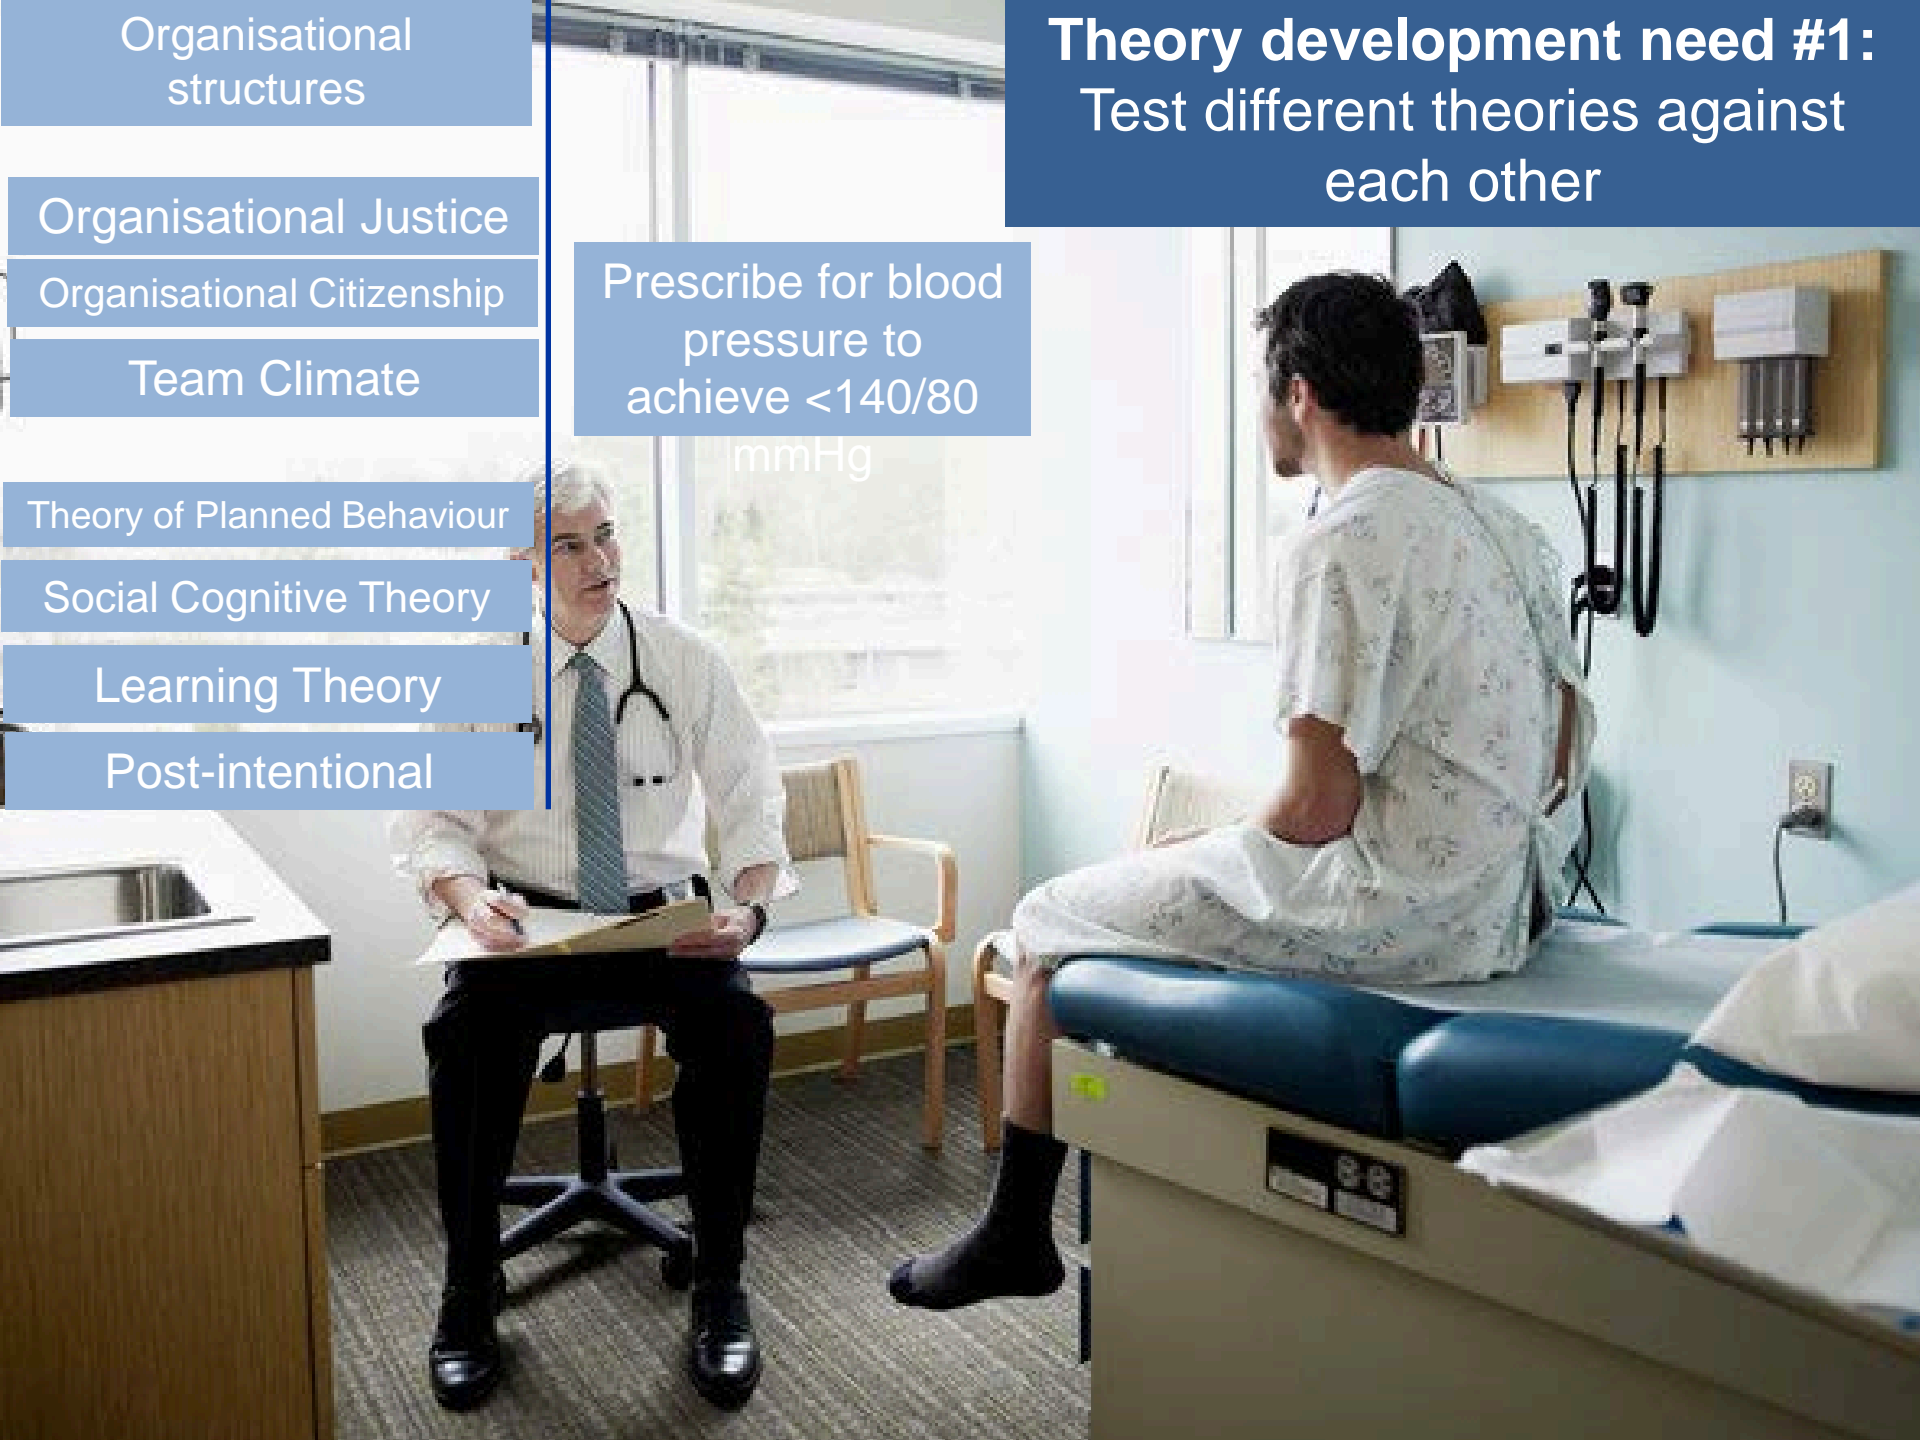 Organisational
structures
Organisational Justice
Organisational Citizenship
Team Climate
Theory of Planned Behaviour
Social Cognitive Theory
Learning Theory
Post-intentional
Prescribe for blood
pressure to
achieve <140/80
mmHg
Theory development need #1:
Test different theories against
each other